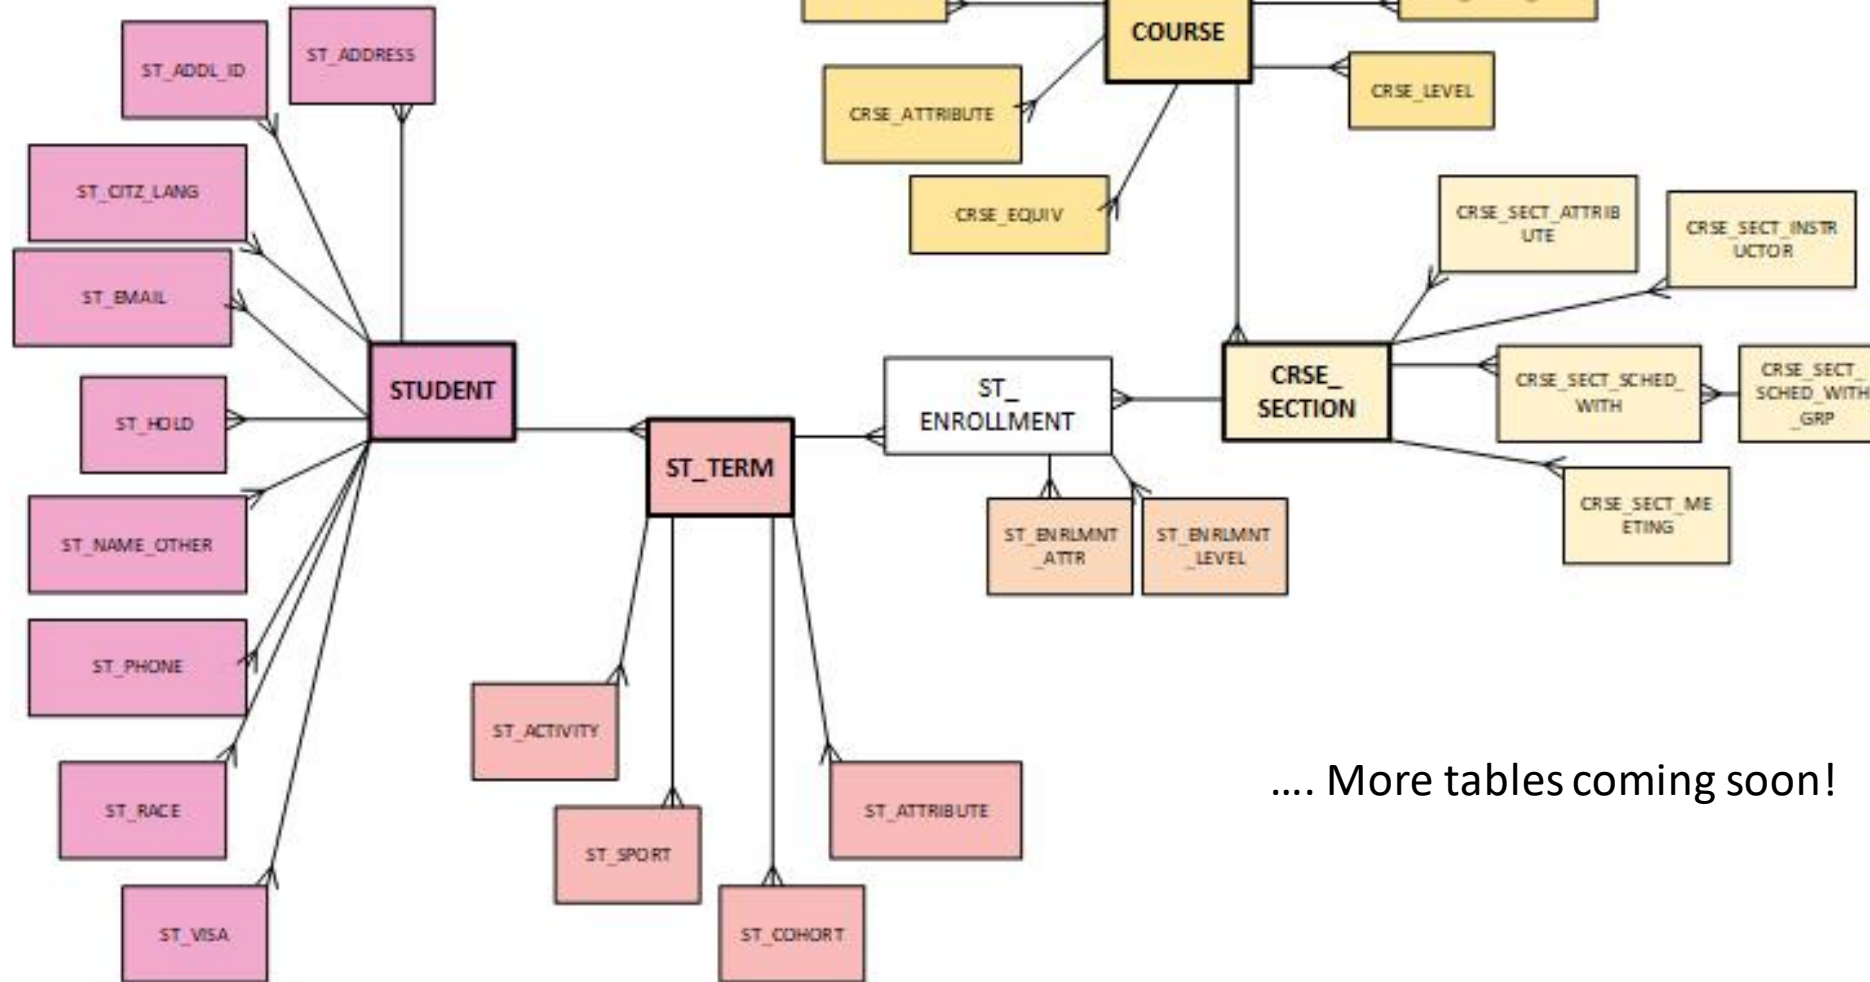 ST_ADDL_ID
ST_ADDRESS
COURSE
CRSE_ATTRIBUTE
CRSE_LEVEL
CRSE_EQUIV
ST_CITZ_LANG
ST_EMAIL
CRSE_SECT_ATTRIB
UTE
CRSE_SECT_INSTR
UCTOR
ST_HOLD
STUDENT
ST_TERM
ST_
ENROLLMENT
CRSE_
SECTION
CRSE_SECT_SCHED_
WITH
CRSE_SECT_
SCHED_WITH
_GRP
ST_NAME_OTHER
ST_ENRLMNT
_ATTR
ST_ENRLMNT
_LEVEL
CRSE_SECT_ME
ETING
ST_PHONE
ST_ACTIVITY
ST_RACE
ST_SPORT
ST_ATTRIBUTE
.... More tables coming soon!
ST_VISA
ST_COHORT